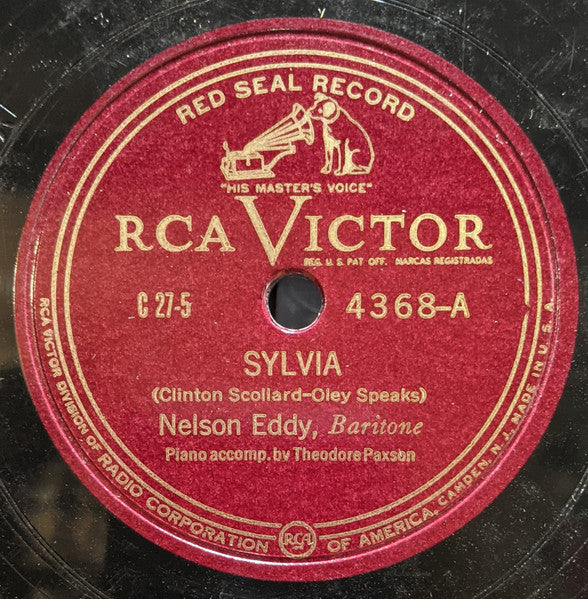 RED SEAL RECORD
"HIS MASTER'S VOICE"
RCA VICTOR
REG. U. S. PAT. OFF. MARCAS REGISTRADAS
C 27-5
4368-A
SYLVIA
(Clinton Scollard-Oley Speaks)
Nelson Eddy, Baritone
Piano accomp. by Theodore Paxson
RCA VICTOR DIVISION OF RADIO CORPORATION OF AMERICA, CAMDEN, N. J., MADE IN U. S. A.
RCA